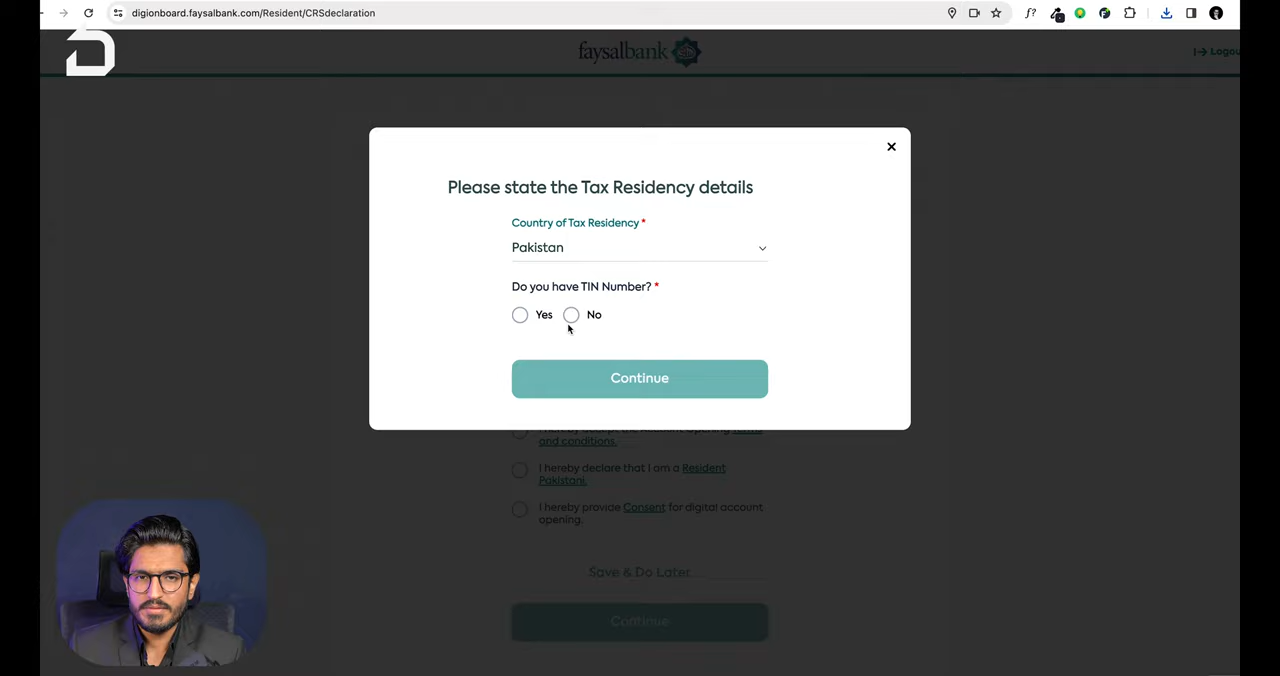 digionboard.faysalbank.com/Resident/CRSdeclaration
f?
faysalbank
Logou
Please state the Tax Residency details
Country of Tax Residency *
Pakistan
Do you have TIN Number? *
Yes
No
Continue
I hereby accept the Account Opening Terms
and conditions.
I hereby declare that I am a Resident
Pakistani.
I hereby provide Consent for digital account
opening.
Save & Do Later
Continue